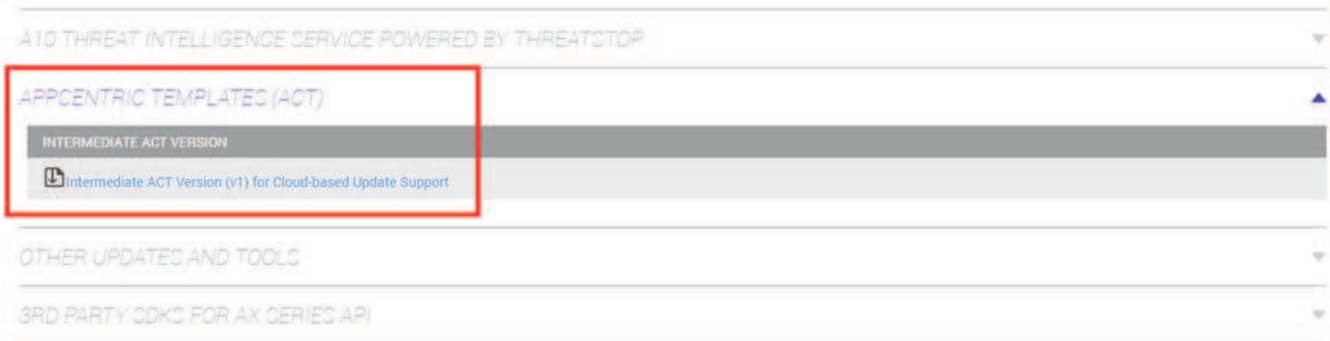 A10 THREAT INTELLIGENCE SERVICE POWERED BY THREATSTOP
APPCENTRIC TEMPLATES (ACT)
INTERMEDIATE ACT VERSION
Intermediate ACT Version (v1) for Cloud-based Update Support
OTHER UPDATES AND TOOLS
3RD PARTY SDKS FOR AX SERIES API